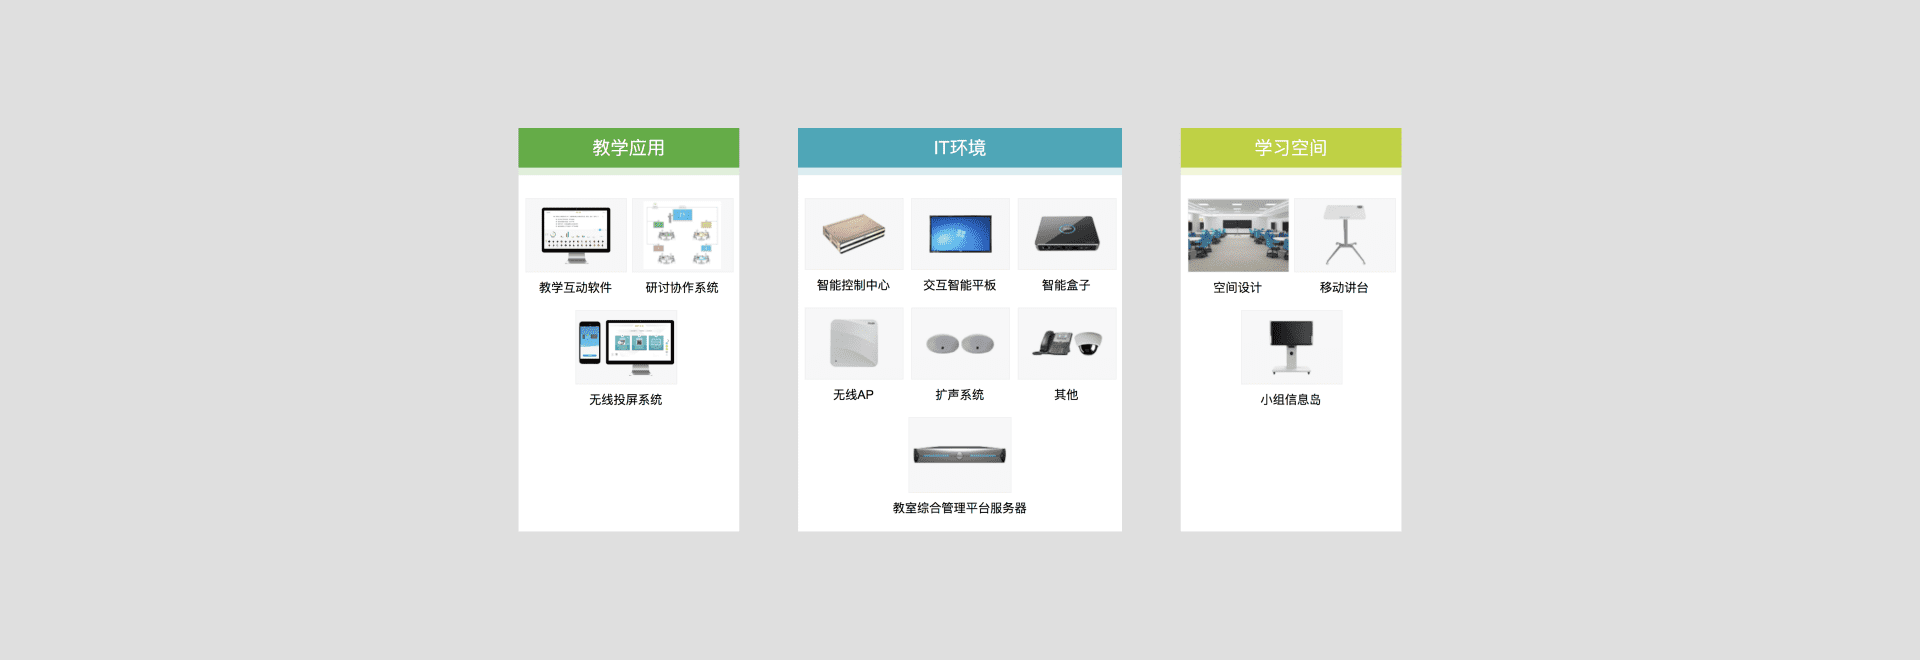 教学应用
教学互动软件
研讨协作系统
无线投屏系统
IT环境
智能控制中心
交互智能平板
智能盒子
无线AP
扩声系统
其他
教室综合管理平台服务器
学习空间
空间设计
移动讲台
小组信息岛